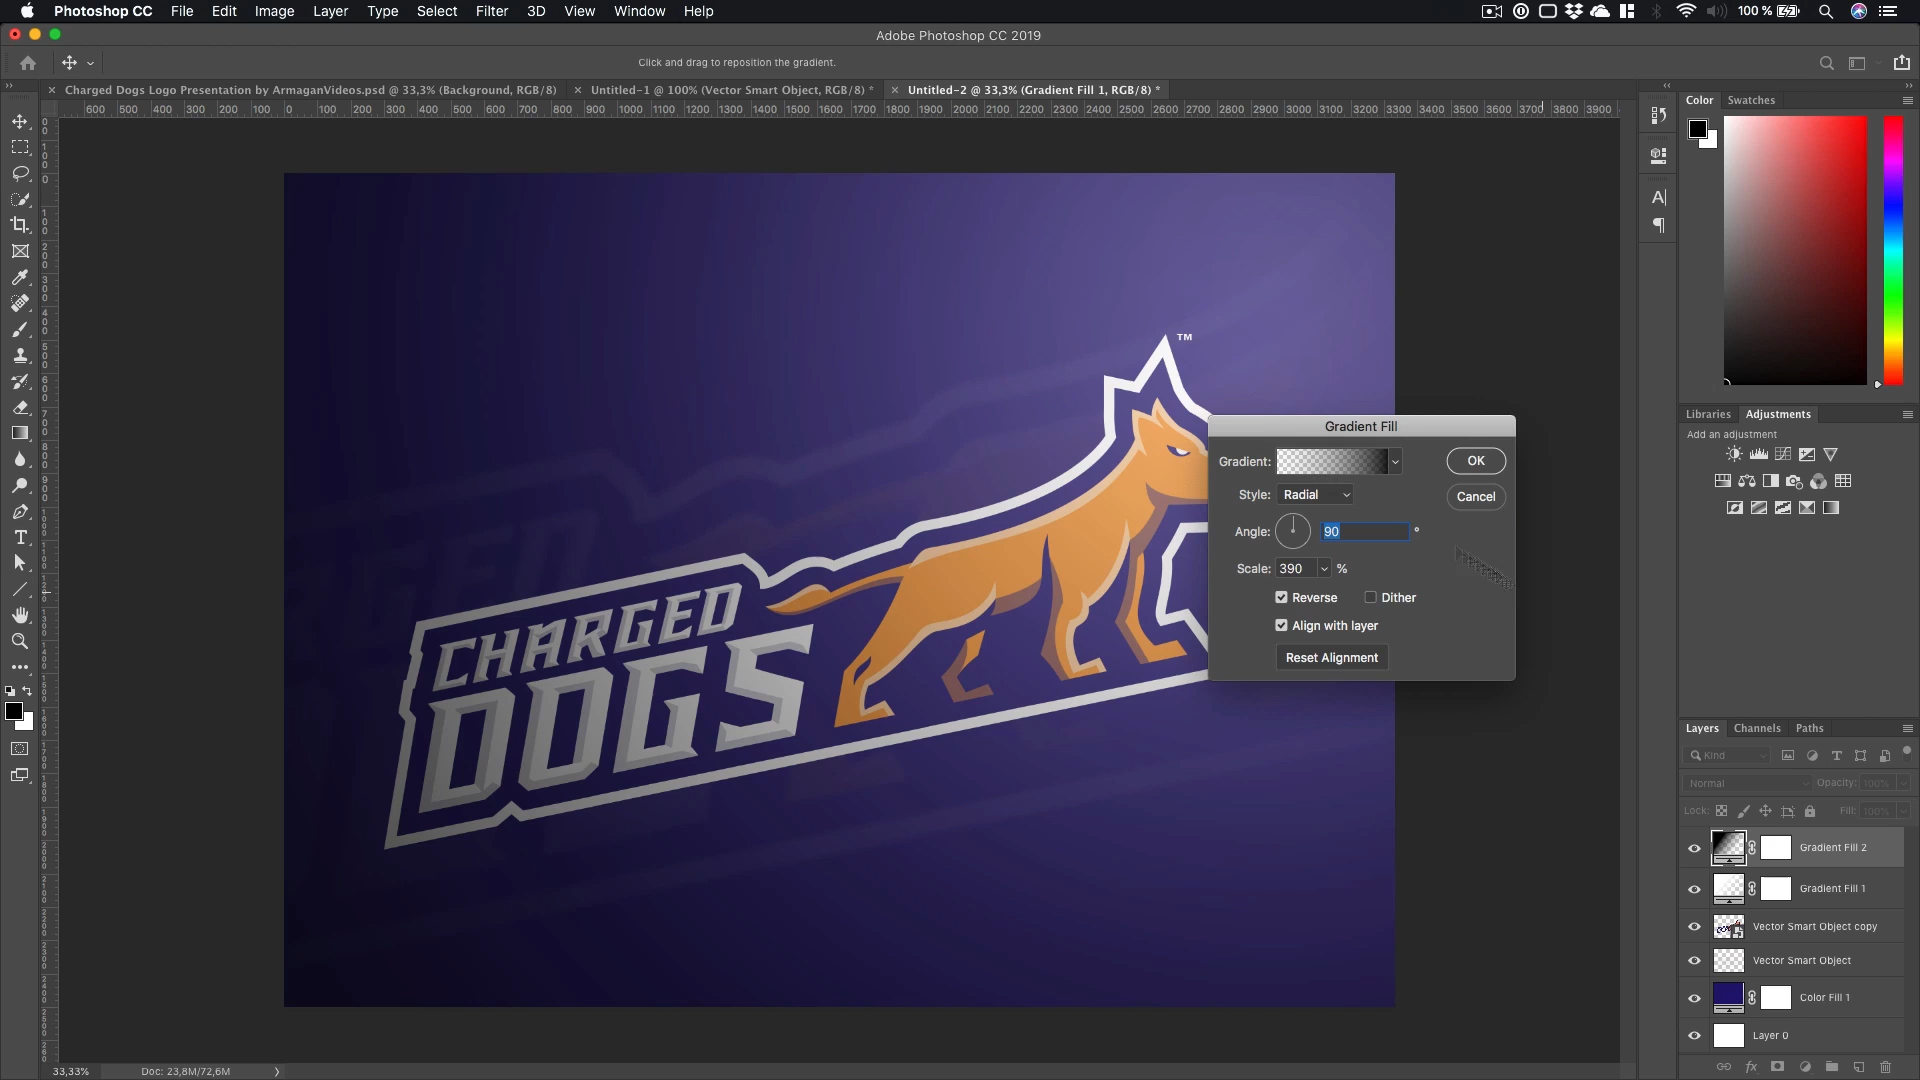 Photoshop CC File Edit Image Layer Type Select Filter 3D View Window Help 100 %
Adobe Photoshop CC 2019
Click and drag to reposition the gradient.
Charged Dogs Logo Presentation by ArmaganVideos.psd @ 33,3% (Background, RGB/8)
Untitled-1 @ 100% (Vector Smart Object, RGB/8) *
Untitled-2 @ 33,3% (Gradient Fill 1, RGB/8) *
600 500 400 300 200 100 0 100 200 300 400 500 600 700 800 900 1000 1100 1200 1300 1400 1500 1600 1700 1800 1900 2000 2100 2200 2300 2400 2500 2600 2700 2800 2900 3000 3100 3200 3300 3400 3500 3600 3700 3800 3900
TM
CHARGED
DOGS
Gradient Fill
Gradient:
OK
Style: Radial
Cancel
Angle: 90 °
Scale: 390 %
Reverse Dither
Align with layer
Reset Alignment
Color Swatches
Libraries Adjustments
Add an adjustment
Layers Channels Paths
Kind
Normal Opacity: 100%
Lock: Fill: 100%
Gradient Fill 2
Gradient Fill 1
Vector Smart Object copy
Vector Smart Object
Color Fill 1
Layer 0
33,33% Doc: 23,8M/72,6M